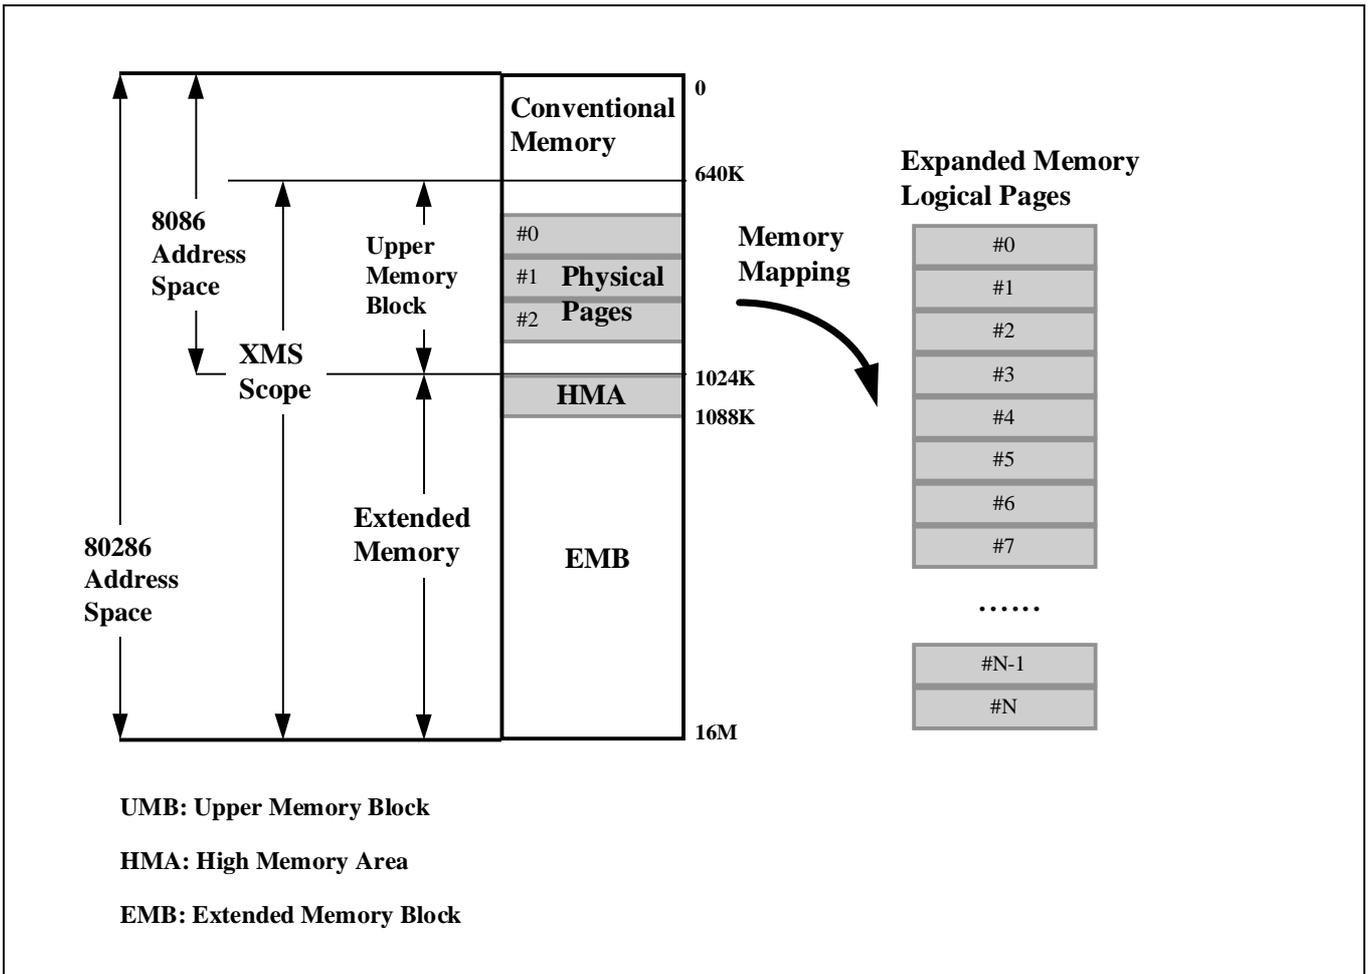 0
Conventional
Memory
640K
Expanded Memory
Logical Pages
8086
Address
Space
Upper
Memory
Block
#0
#1
#2
Physical
Pages
Memory
Mapping
#0
#1
#2
#3
#4
#5
#6
#7
......
#N-1
#N
XMS
Scope
1024K
HMA
1088K
Extended
Memory
EMB
80286
Address
Space
16M
UMB: Upper Memory Block
HMA: High Memory Area
EMB: Extended Memory Block